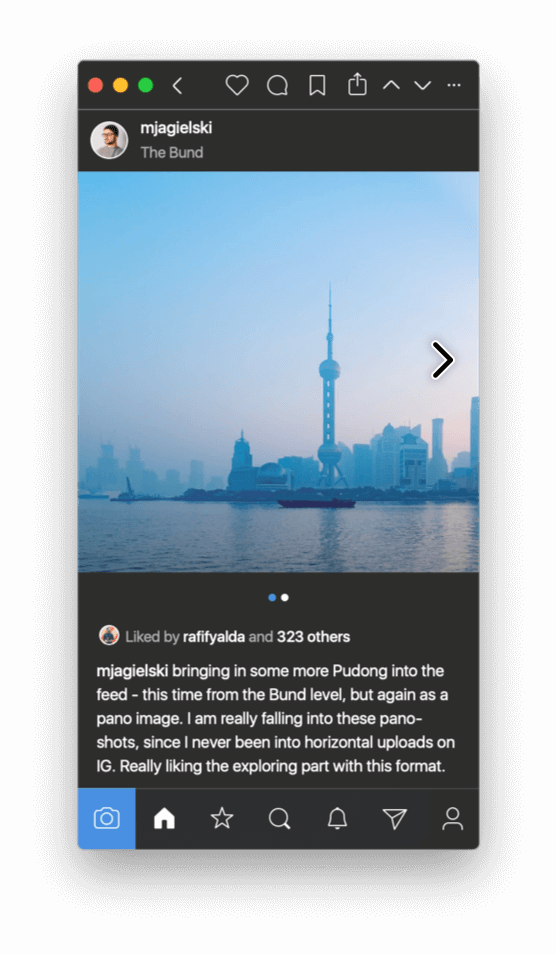 mjagielski
The Bund
Liked by rafifyalda and 323 others
mjagielski bringing in some more Pudong into the
feed - this time from the Bund level, but again as a
pano image. I am really falling into these pano-
shots, since I never been into horizontal uploads on
IG. Really liking the exploring part with this format.